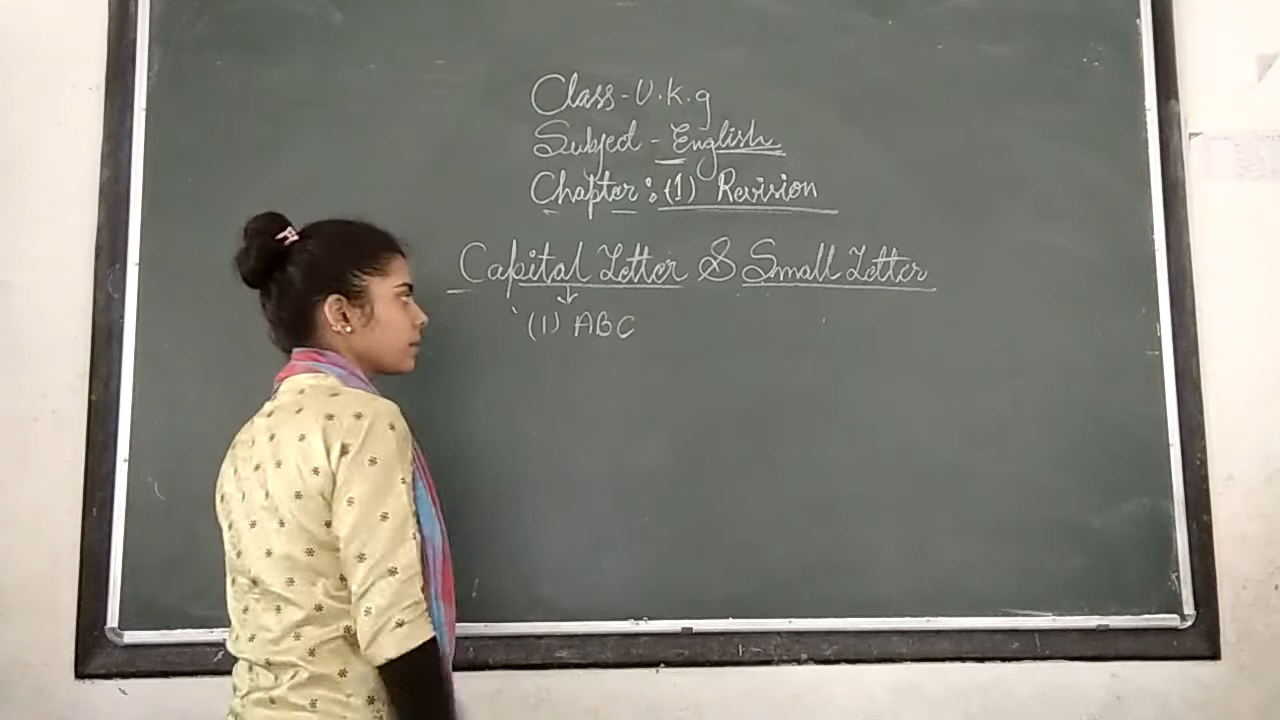 Class - U.K.g
Subject - English
Chapter : (1) Revision
Capital Letter & Small Letter
(1) ABC